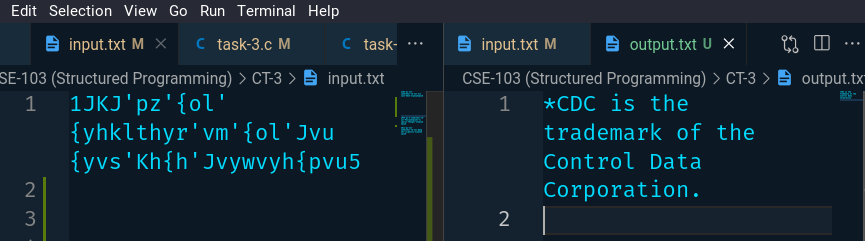 Edit Selection View Go Run Terminal Help
input.txt M
task-3.c M
task-
input.txt M
output.txt U
SE-103 (Structured Programming) > CT-3 > input.txt
CSE-103 (Structured Programming) > CT-3 > output.txt
1 1JKJ'pz'{ol'
{yhklthyr'vm'{ol'Jvu
{yvs'Kh{h'Jvywvyh{pvu5
2
3
1 *CDC is the
trademark of the
Control Data
Corporation.
2